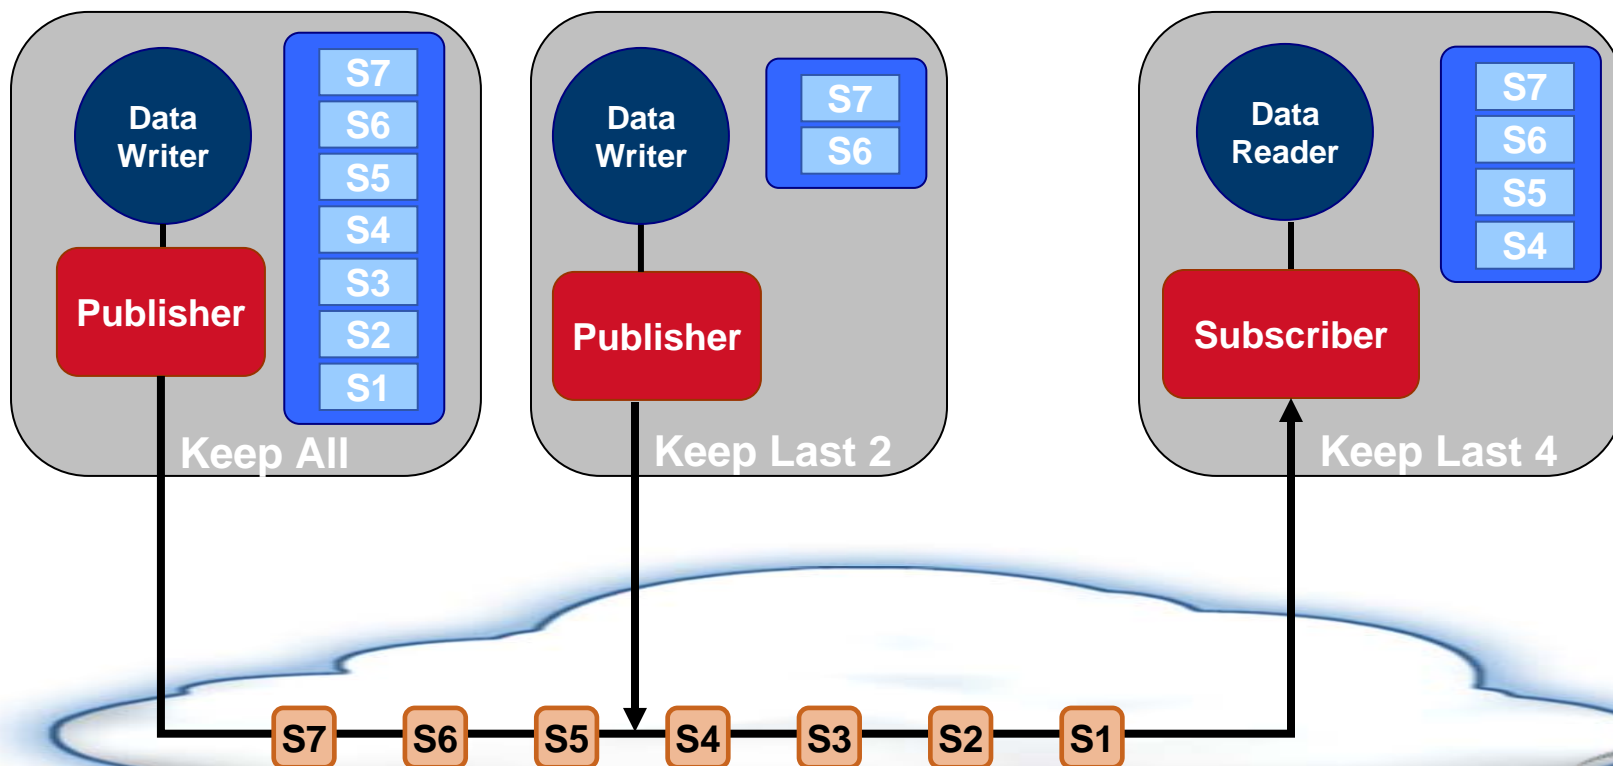 Data
Writer
S7
S6
S5
S4
S3
S2
S1
Publisher
Keep All
Data
Writer
S7
S6
Publisher
Keep Last 2
Data
Reader
S7
S6
S5
S4
Subscriber
Keep Last 4
S7
S6
S5
S4
S3
S2
S1